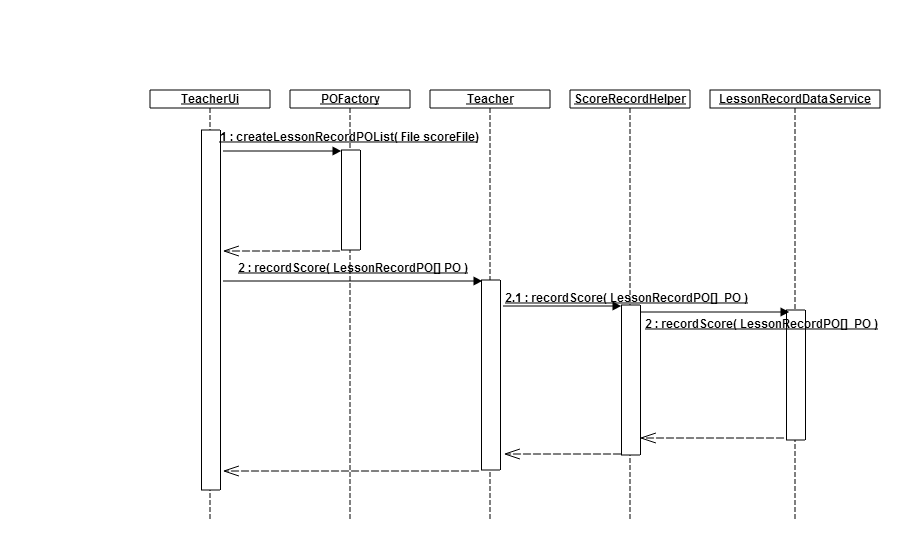 TeacherUi
POFactory
Teacher
ScoreRecordHelper
LessonRecordDataService
1 : createLessonRecordPOList( File scoreFile)
2 : recordScore( LessonRecordPO[] PO )
2.1 : recordScore( LessonRecordPO[] PO )
2 : recordScore( LessonRecordPO[] PO )